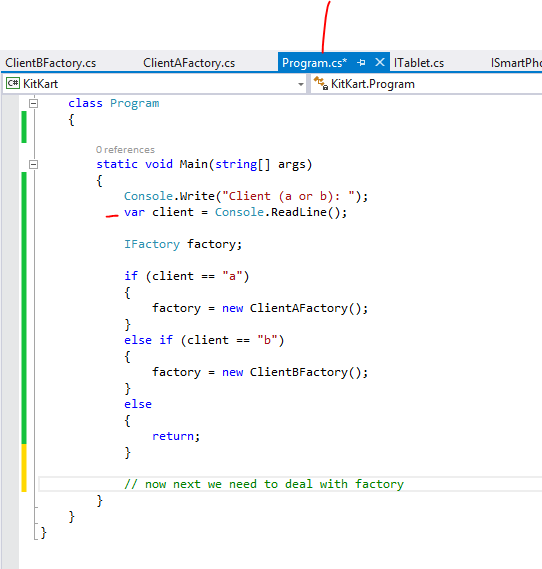 ClientBFactory.cs ClientAFactory.cs Program.cs* ITablet.cs ISmartPho
C# KitKart KitKart.Program
class Program
{
0 references
static void Main(string[] args)
{
Console.Write("Client (a or b): ");
var client = Console.ReadLine();
IFactory factory;
if (client == "a")
{
factory = new ClientAFactory();
}
else if (client == "b")
{
factory = new ClientBFactory();
}
else
{
return;
}
// now next we need to deal with factory
}
}
}